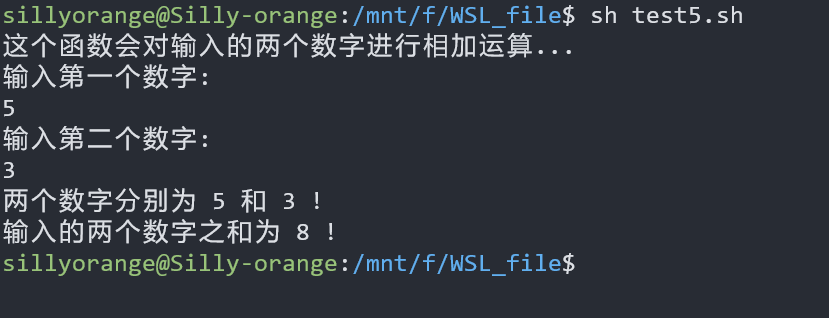 sillyorange@Silly-orange:/mnt/f/WSL_file$ sh test5.sh
这个函数会对输入的两个数字进行相加运算...
输入第一个数字:
5
输入第二个数字:
3
两个数字分别为 5 和 3 !
输入的两个数字之和为 8 !
sillyorange@Silly-orange:/mnt/f/WSL_file$